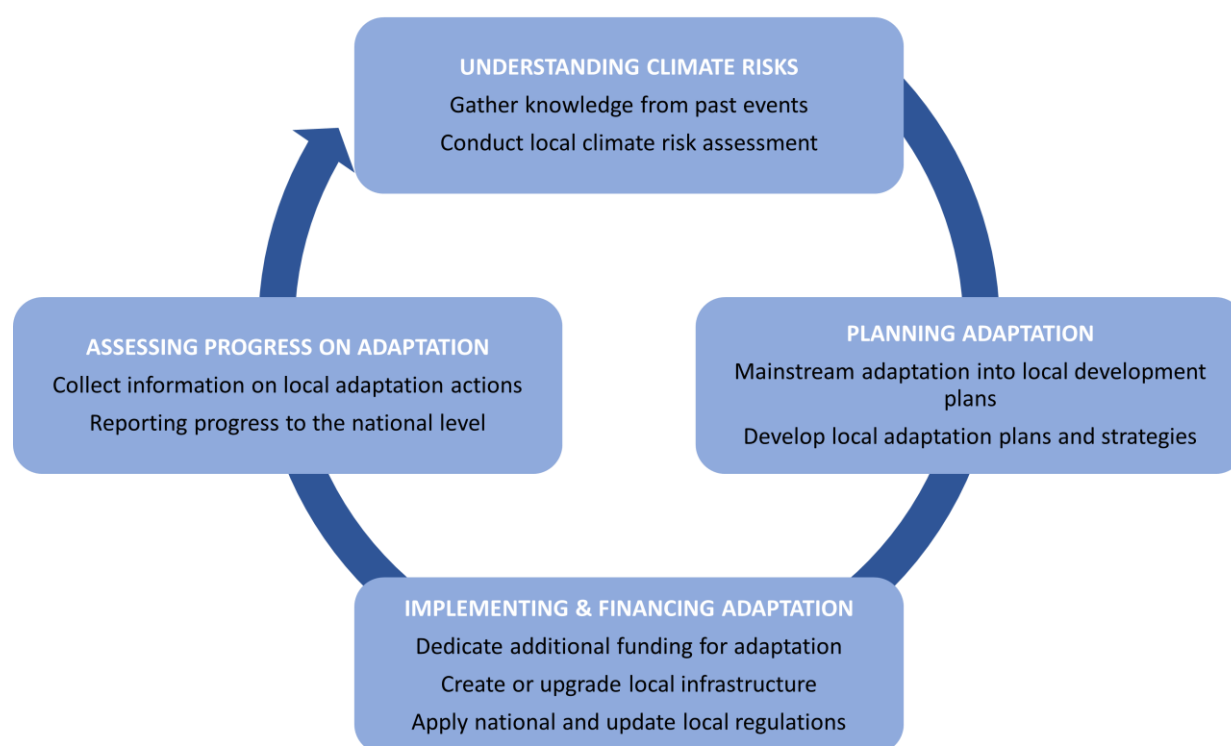 UNDERSTANDING CLIMATE RISKS
Gather knowledge from past events
Conduct local climate risk assessment
ASSESSING PROGRESS ON ADAPTATION
Collect information on local adaptation actions
Reporting progress to the national level
PLANNING ADAPTATION
Mainstream adaptation into local development
plans
Develop local adaptation plans and strategies
IMPLEMENTING & FINANCING ADAPTATION
Dedicate additional funding for adaptation
Create or upgrade local infrastructure
Apply national and update local regulations